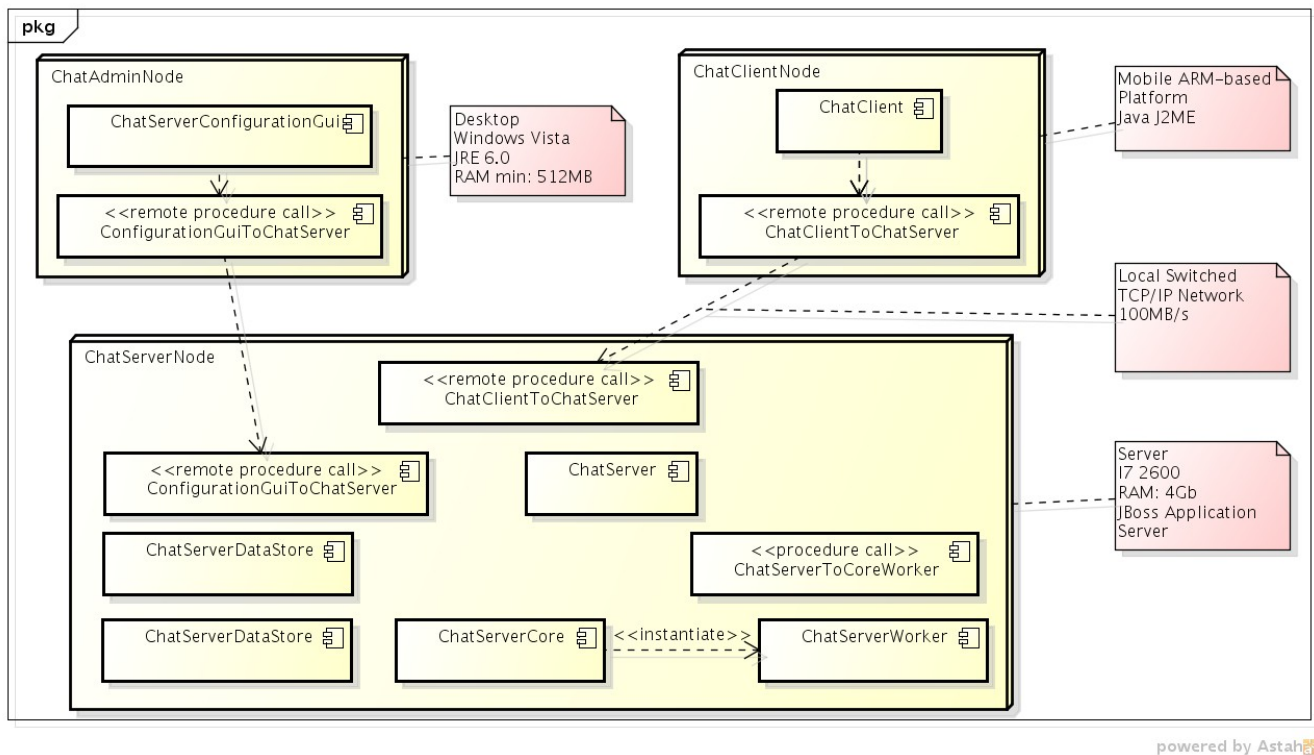 pkg
ChatAdminNode
ChatServerConfigurationGui
<<remote procedure call>>
ConfigurationGuiToChatServer
Desktop
Windows Vista
JRE 6.0
RAM min: 512MB
ChatClientNode
ChatClient
<<remote procedure call>>
ChatClientToChatServer
Mobile ARM-based
Platform
Java J2ME
Local Switched
TCP/IP Network
100MB/s
ChatServerNode
<<remote procedure call>>
ChatClientToChatServer
<<remote procedure call>>
ConfigurationGuiToChatServer
ChatServer
ChatServerDataStore
<<procedure call>>
ChatServerToCoreWorker
ChatServerDataStore
ChatServerCore
<<instantiate>>
ChatServerWorker
Server
I7 2600
RAM: 4Gb
JBoss Application
Server
powered by Astah